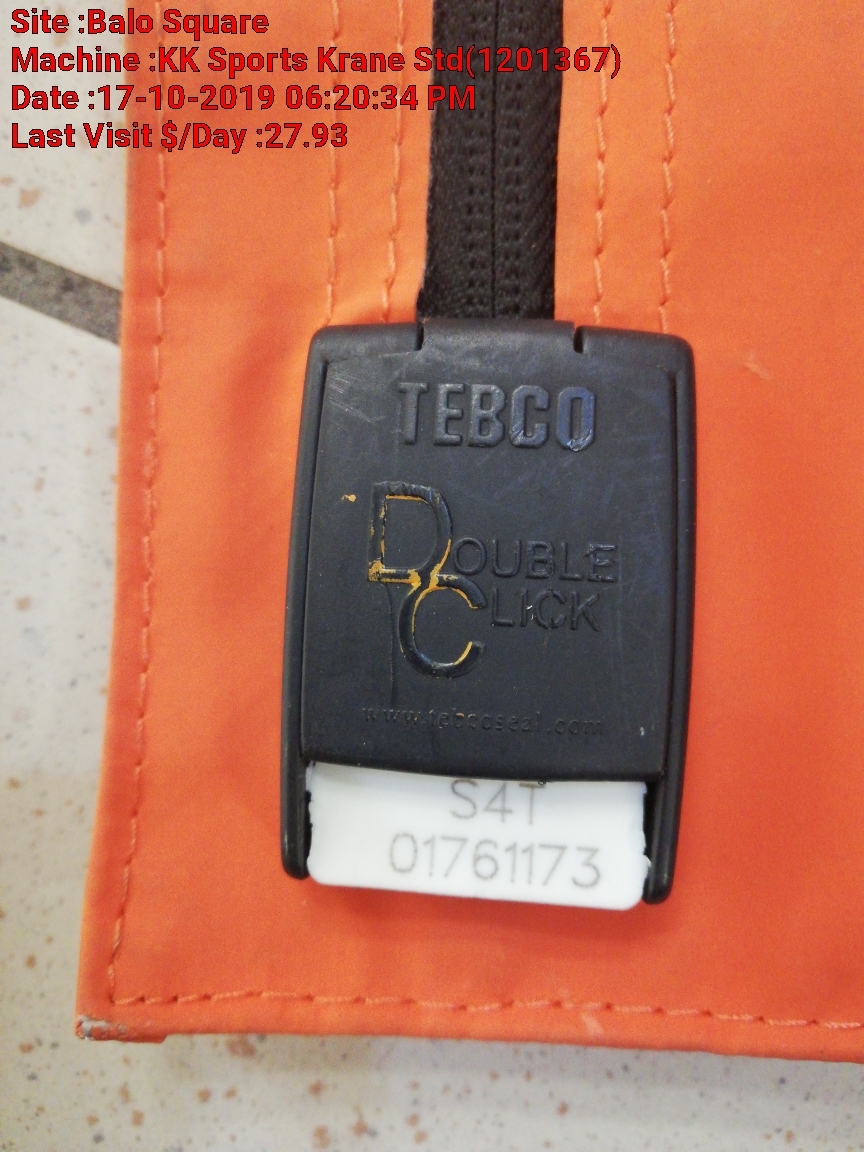 Site :Balo Square
Machine :KK Sports Krane Std(1201367)
Date :17-10-2019 06:20:34 PM
Last Visit $/Day :27.93
TEBCO
DOUBLE
CLICK
www.tebcoseal.com
S4T
01761173